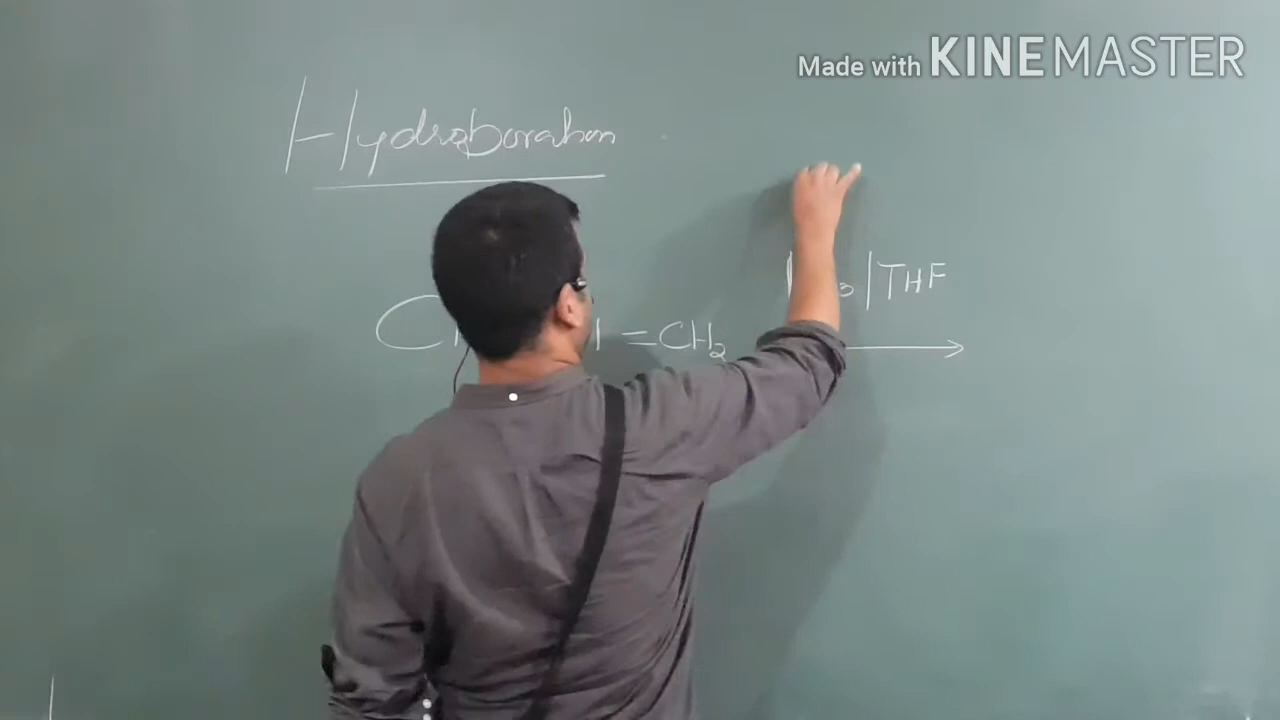 Made with KINEMASTER
Hydroboration
=CH₂
|THF